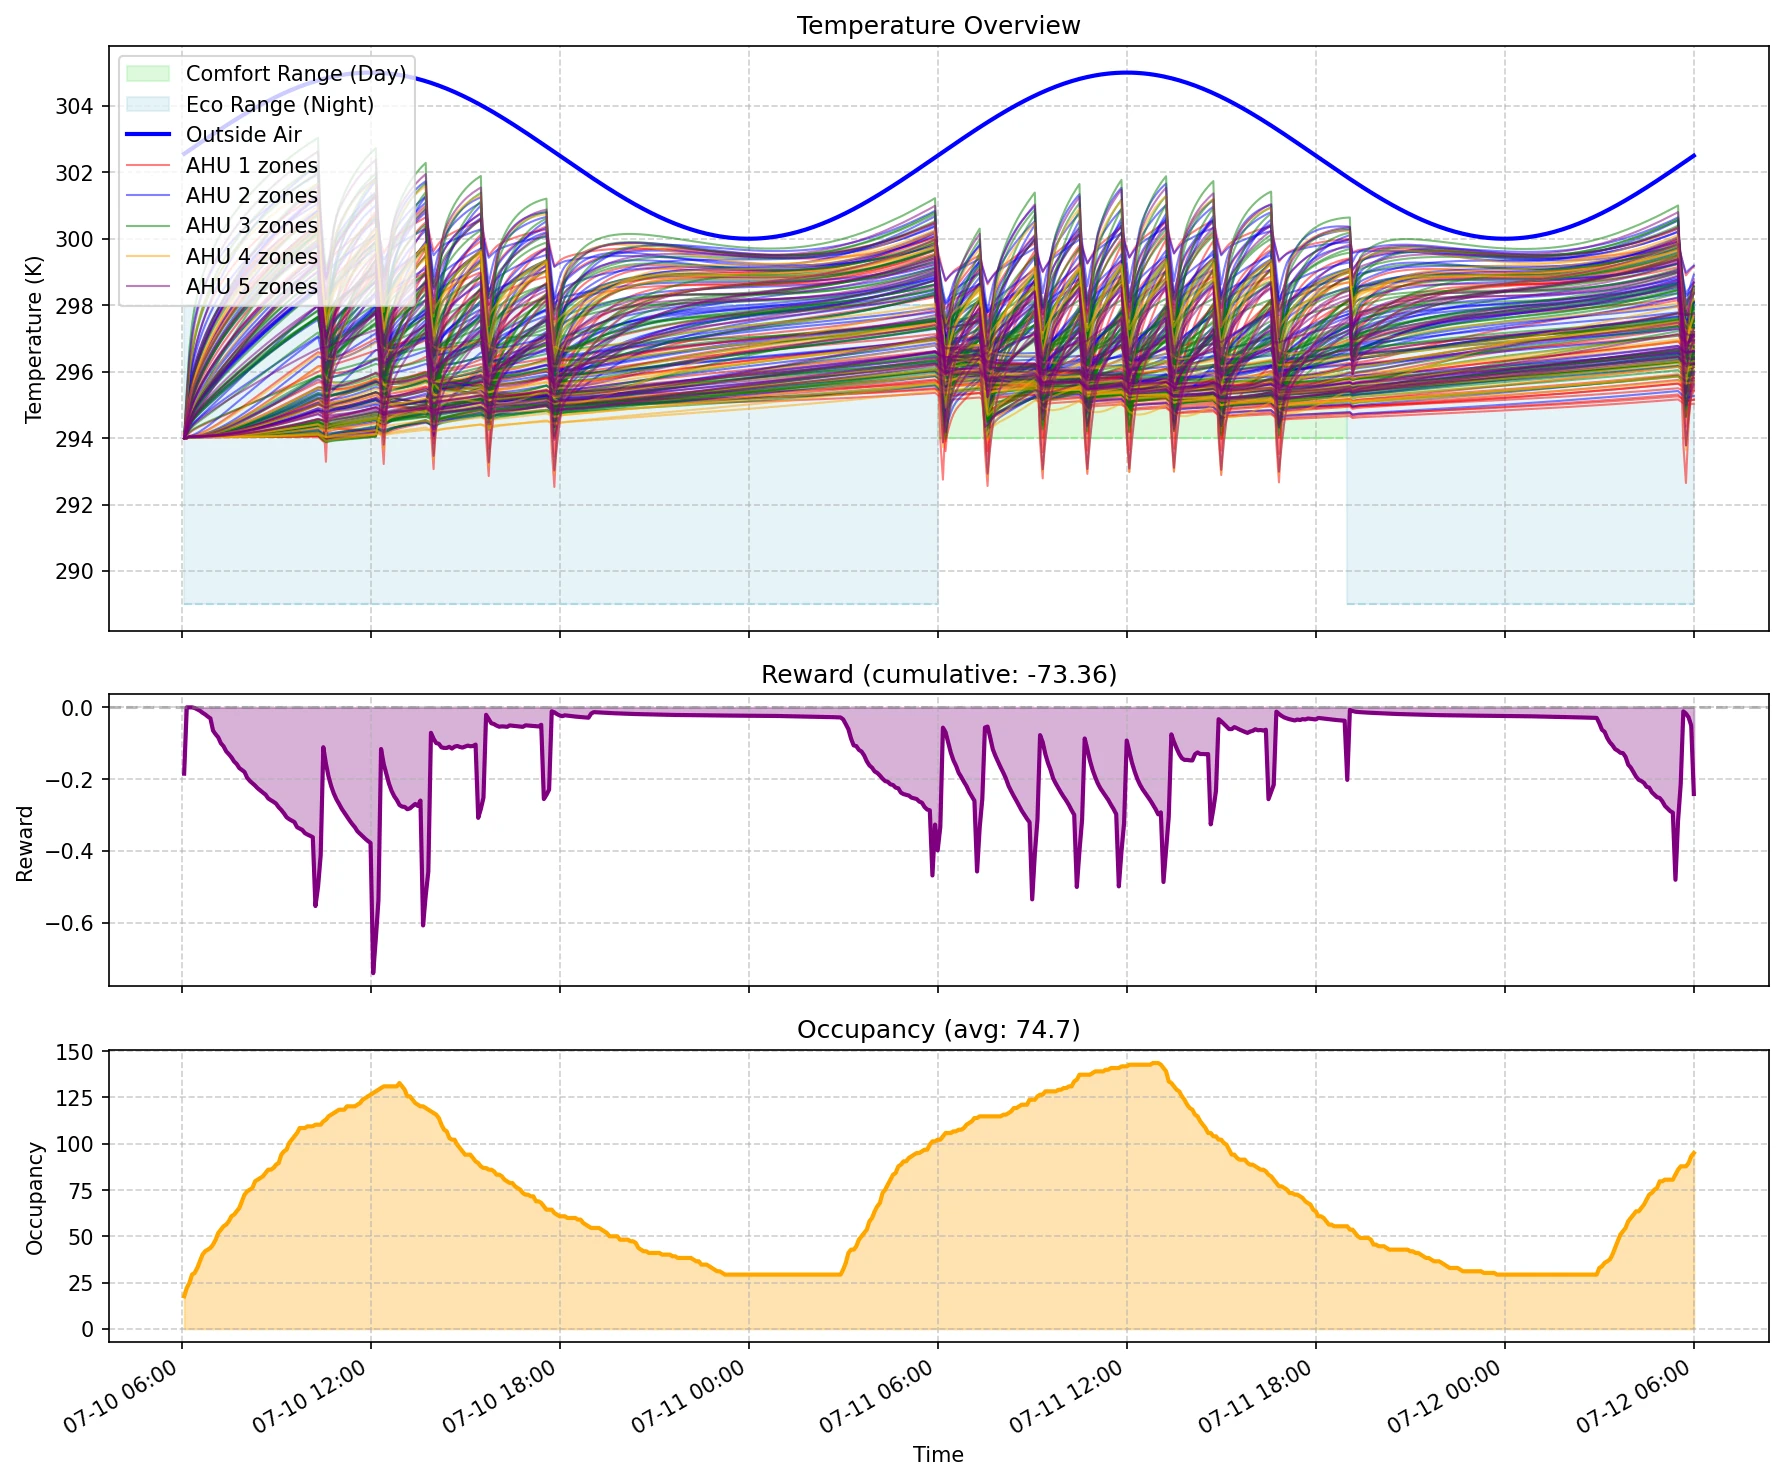 Temperature Overview
Comfort Range (Day)
Eco Range (Night)
Outside Air
AHU 1 zones
AHU 2 zones
AHU 3 zones
AHU 4 zones
AHU 5 zones
Temperature (K)
304
302
300
298
296
294
292
290
Reward (cumulative: -73.36)
Reward
0.0
−0.2
−0.4
−0.6
Occupancy (avg: 74.7)
Occupancy
150
125
100
75
50
25
0
07-10 06:00
07-10 12:00
07-10 18:00
07-11 00:00
07-11 06:00
07-11 12:00
07-11 18:00
07-12 00:00
07-12 06:00
Time